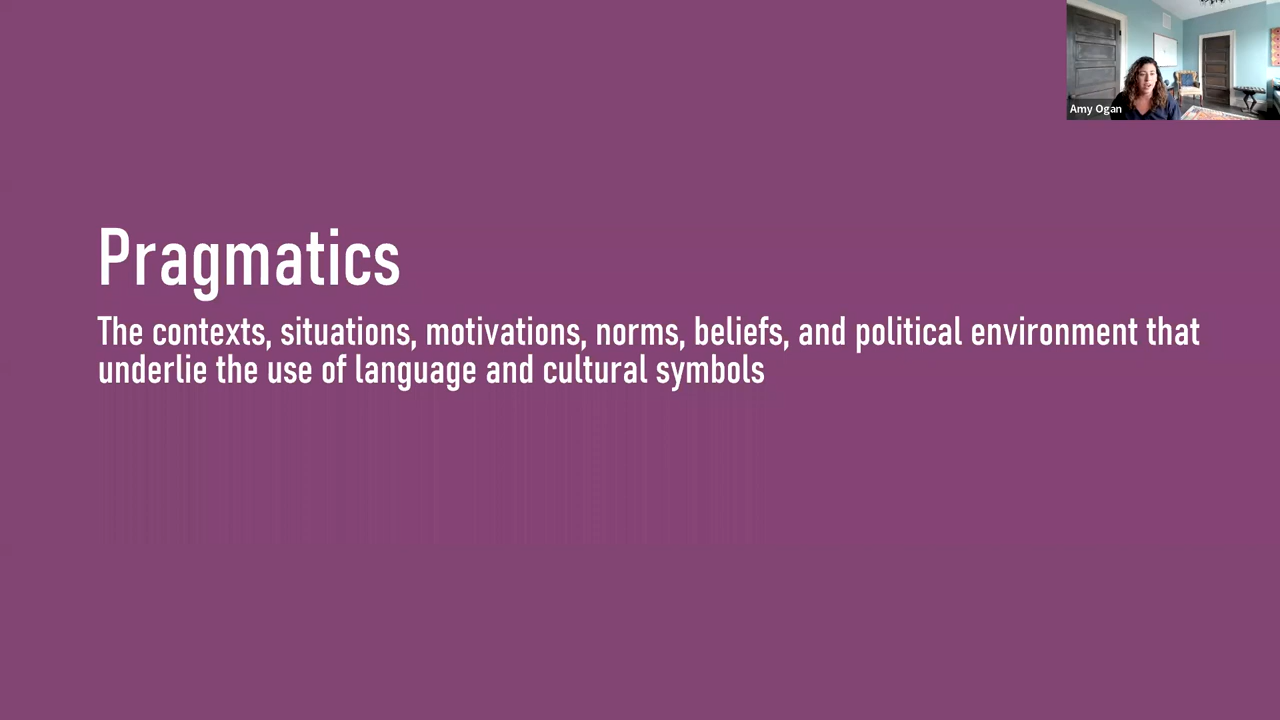 Amy Ogan
Pragmatics
The contexts, situations, motivations, norms, beliefs, and political environment that
underlie the use of language and cultural symbols